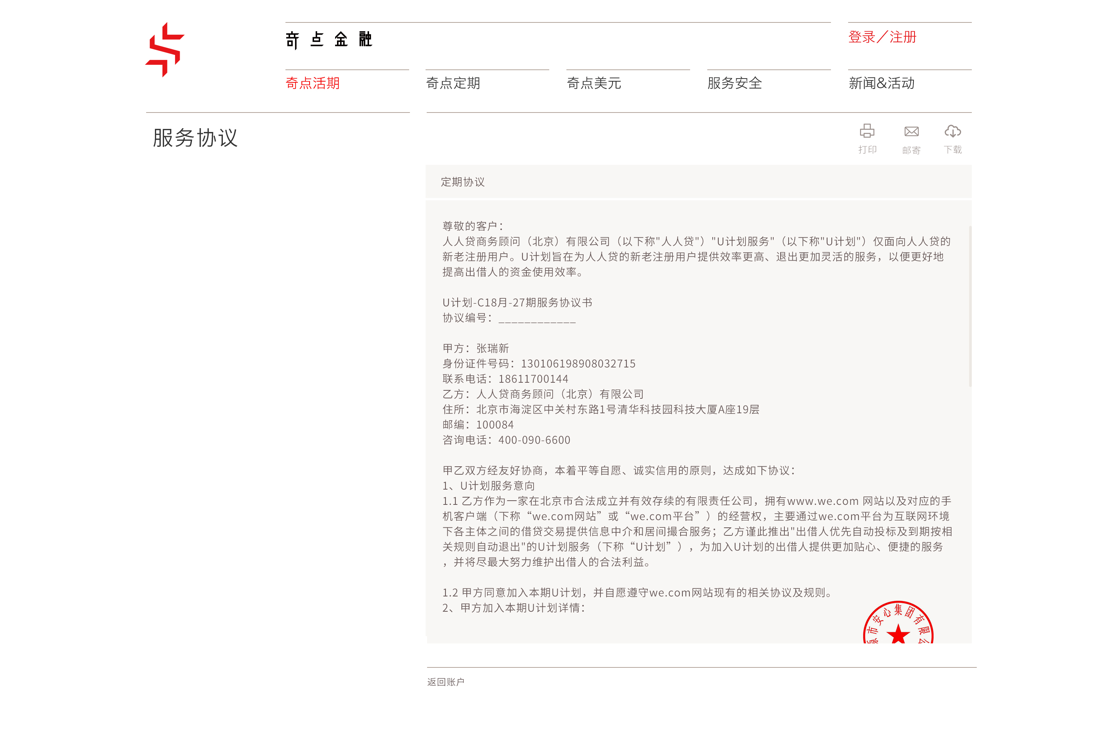 奇点金融
登录／注册
奇点活期
奇点定期
奇点美元
服务安全
新闻&活动
服务协议
打印
邮寄
下载
定期协议
尊敬的客户：
人人贷商务顾问（北京）有限公司（以下称"人人贷"）"U计划服务"（以下称"U计划"）仅面向人人贷的
新老注册用户。U计划旨在为人人贷的新老注册用户提供效率更高、退出更加灵活的服务，以便更好地
提高出借人的资金使用效率。
U计划-C18月-27期服务协议书
协议编号：____________
甲方：张瑞新
身份证件号码：130106198908032715
联系电话：18611700144
乙方：人人贷商务顾问（北京）有限公司
住所：北京市海淀区中关村东路1号清华科技园科技大厦A座19层
邮编：100084
咨询电话：400-090-6600
甲乙双方经友好协商，本着平等自愿、诚实信用的原则，达成如下协议：
1、U计划服务意向
1.1 乙方作为一家在北京市合法成立并有效存续的有限责任公司，拥有www.we.com 网站以及对应的手
机客户端（下称“we.com网站”或“we.com平台”）的经营权，主要通过we.com平台为互联网环境
下各主体之间的借贷交易提供信息中介和居间撮合服务；乙方谨此推出"出借人优先自动投标及到期按相
关规则自动退出"的U计划服务（下称“U计划”），为加入U计划的出借人提供更加贴心、便捷的服务
，并将尽最大努力维护出借人的合法利益。
1.2 甲方同意加入本期U计划，并自愿遵守we.com网站现有的相关协议及规则。
2、甲方加入本期U计划详情：
市安心集团有限
返回账户